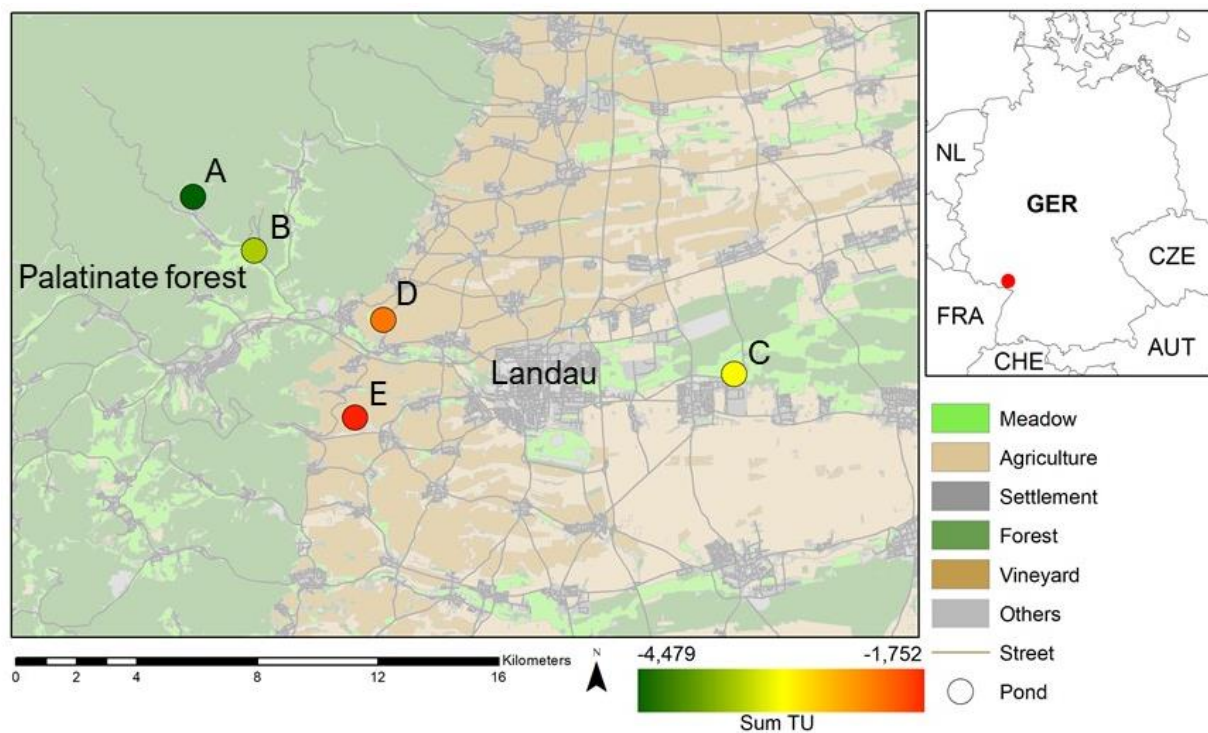 A
B
Palatinate forest
D
C
Landau
E
NL
GER
CZE
FRA
AUT
CHE
Meadow
Agriculture
Settlement
Forest
Vineyard
Others
Street
Pond
0 4 8 12 16 Kilometers
N
-4,479 -1,752
Sum TU